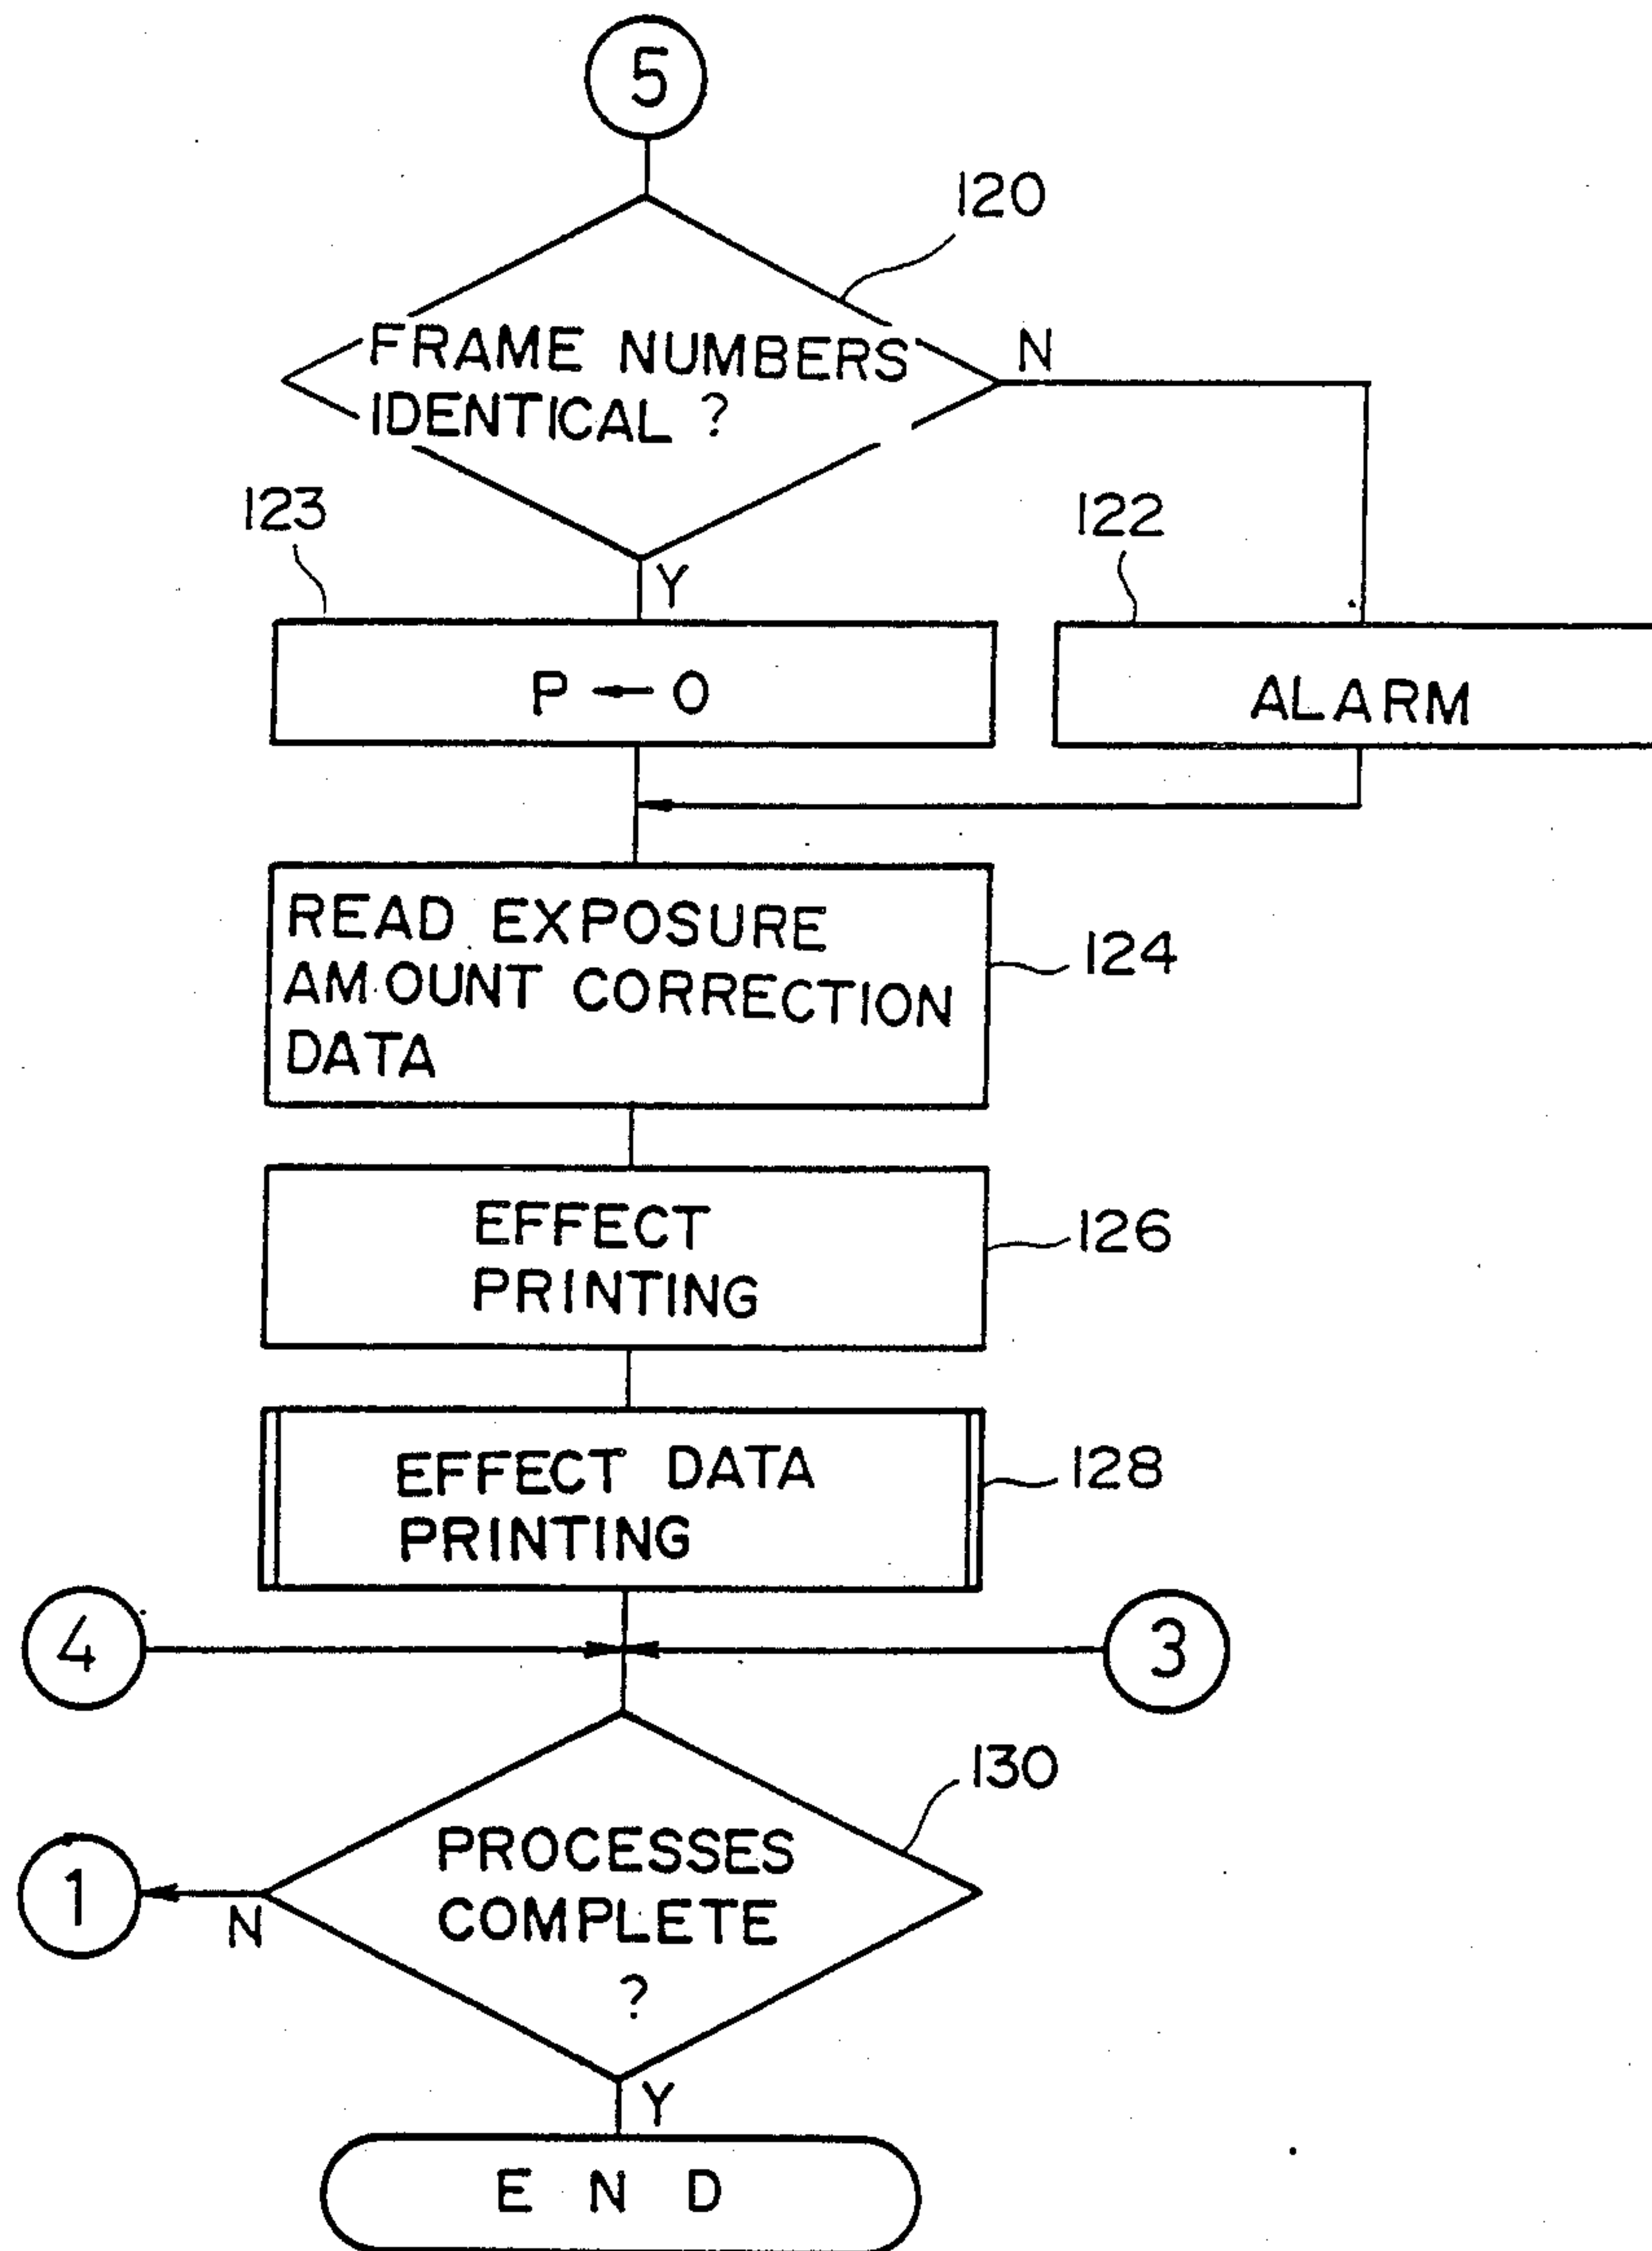 5
120
FRAME NUMBERS
IDENTICAL ?
N
123
122
Y
P ← 0
ALARM
READ EXPOSURE
AMOUNT CORRECTION
DATA
124
EFFECT
PRINTING
126
EFFECT DATA
PRINTING
128
4
3
130
PROCESSES
COMPLETE
?
1
N
Y
END